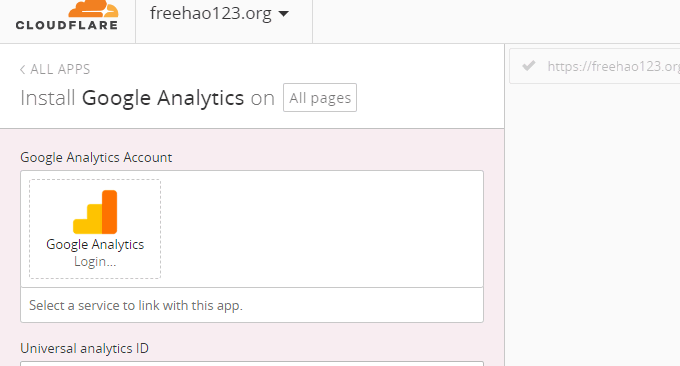 CLOUDFLARE
freehao123.org
ALL APPS
Install Google Analytics on All pages
https://freehao123.org
Google Analytics Account
Google Analytics
Login...
Select a service to link with this app.
Universal analytics ID